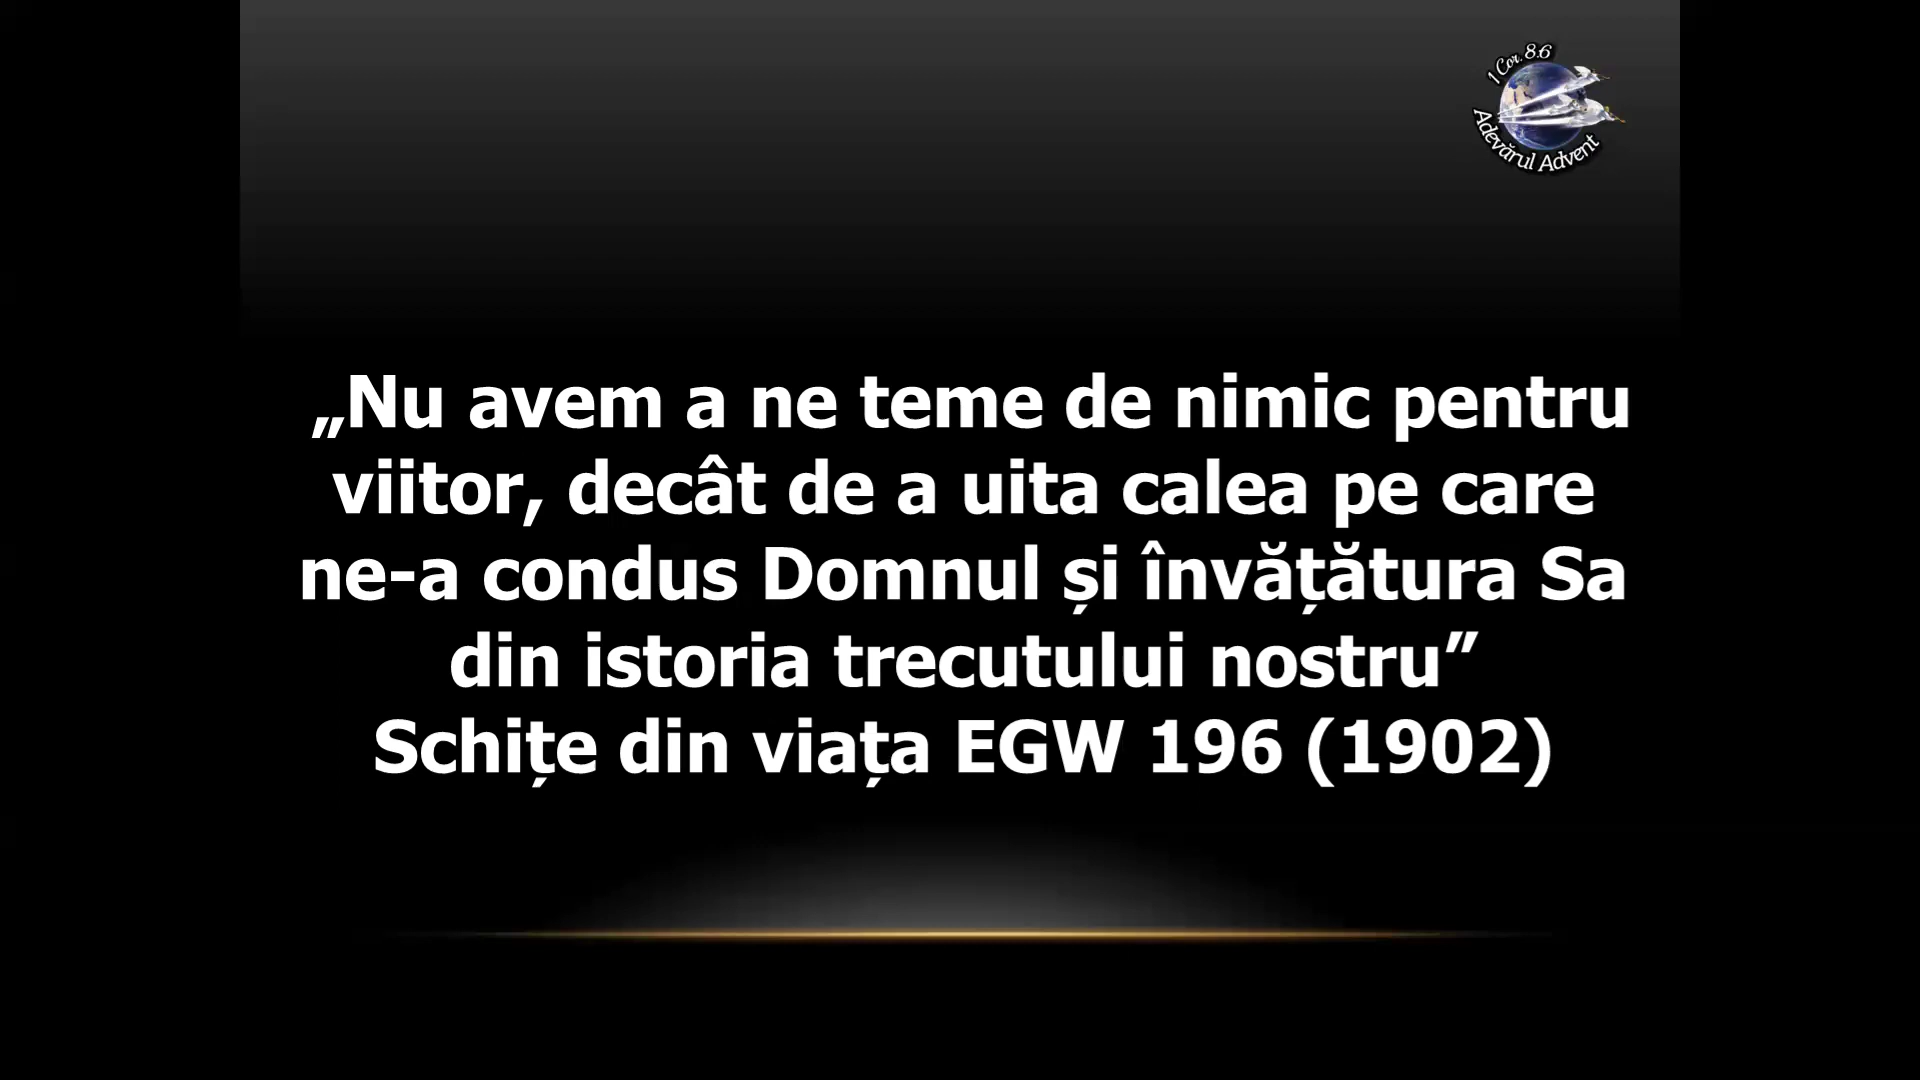 1 Cor. 8:6
Adevărul Advent
„Nu avem a ne teme de nimic pentru
viitor, decât de a uita calea pe care
ne-a condus Domnul și învățătura Sa
din istoria trecutului nostru”
Schițe din viața EGW 196 (1902)